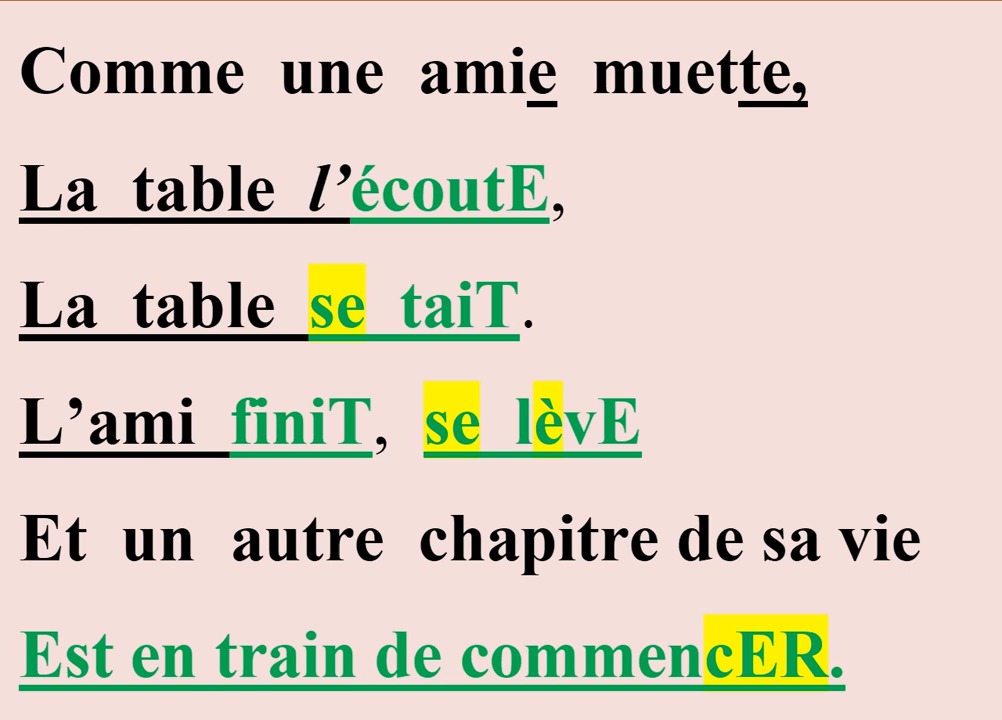 Comme une amie muette,
La table l’écoutE,
La table se taiT.
L’ami finiT, se lèvE
Et un autre chapitre de sa vie
Est en train de commencER.